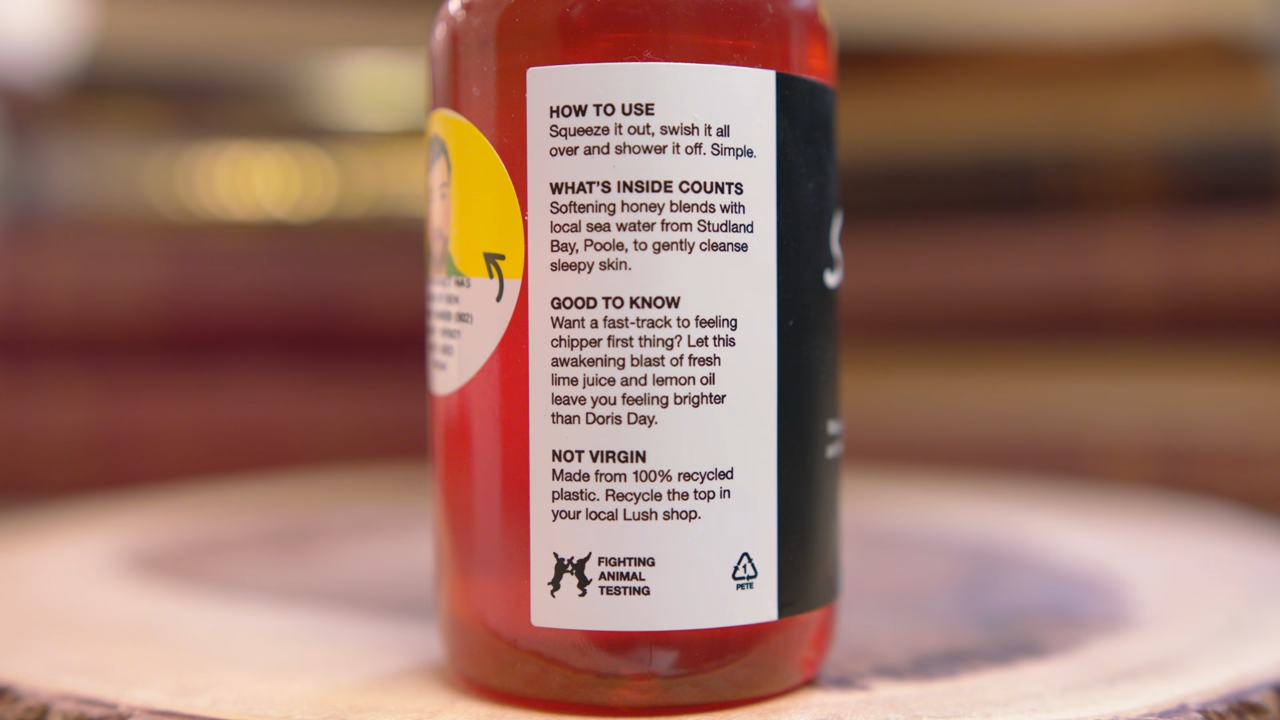 HOW TO USE
Squeeze it out, swish it all
over and shower it off. Simple.
WHAT'S INSIDE COUNTS
Softening honey blends with
local sea water from Studland
Bay, Poole, to gently cleanse
sleepy skin.
GOOD TO KNOW
Want a fast-track to feeling
chipper first thing? Let this
awakening blast of fresh
lime juice and lemon oil
leave you feeling brighter
than Doris Day.
NOT VIRGIN
Made from 100% recycled
plastic. Recycle the top in
your local Lush shop.
FIGHTING
ANIMAL
TESTING
1
PETE